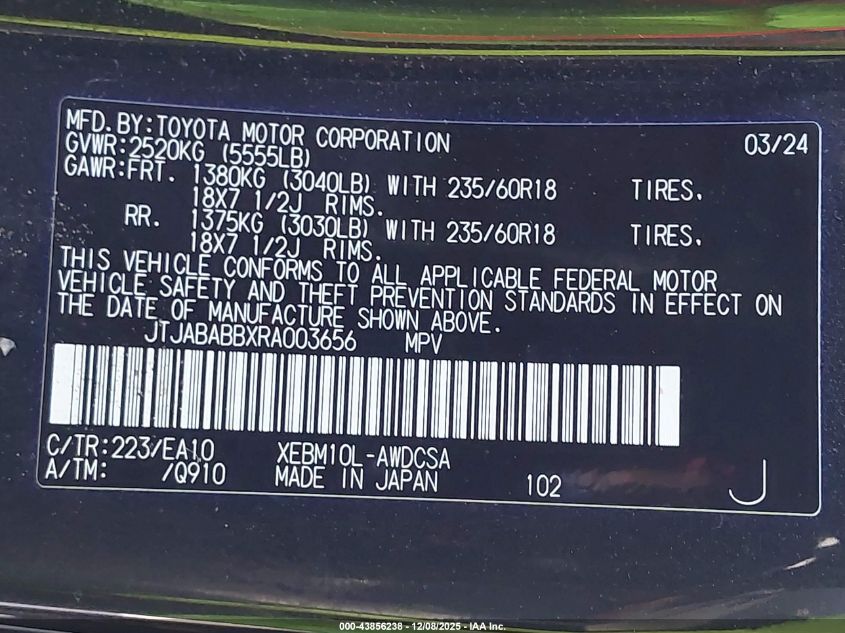 MFD.BY:TOYOTA MOTOR CORPORATION 03/24
GVWR:2520KG (5555LB)
GAWR:FRT. 1380KG (3040LB) WITH 235/60R18 TIRES.
18X7 1/2J RIMS.
RR. 1375KG (3030LB) WITH 235/60R18 TIRES.
18X7 1/2J RIMS.
THIS VEHICLE CONFORMS TO ALL APPLICABLE FEDERAL MOTOR
VEHICLE SAFETY AND THEFT PREVENTION STANDARDS IN EFFECT ON
THE DATE OF MANUFACTURE SHOWN ABOVE.
JTJABABBXRA003656 MPV
C/TR:223/EA10 XEBM10L-AWDCSA
A/TM: /Q910 MADE IN JAPAN 102 J
000-43856238 - 12/08/2025 - IAA Inc.